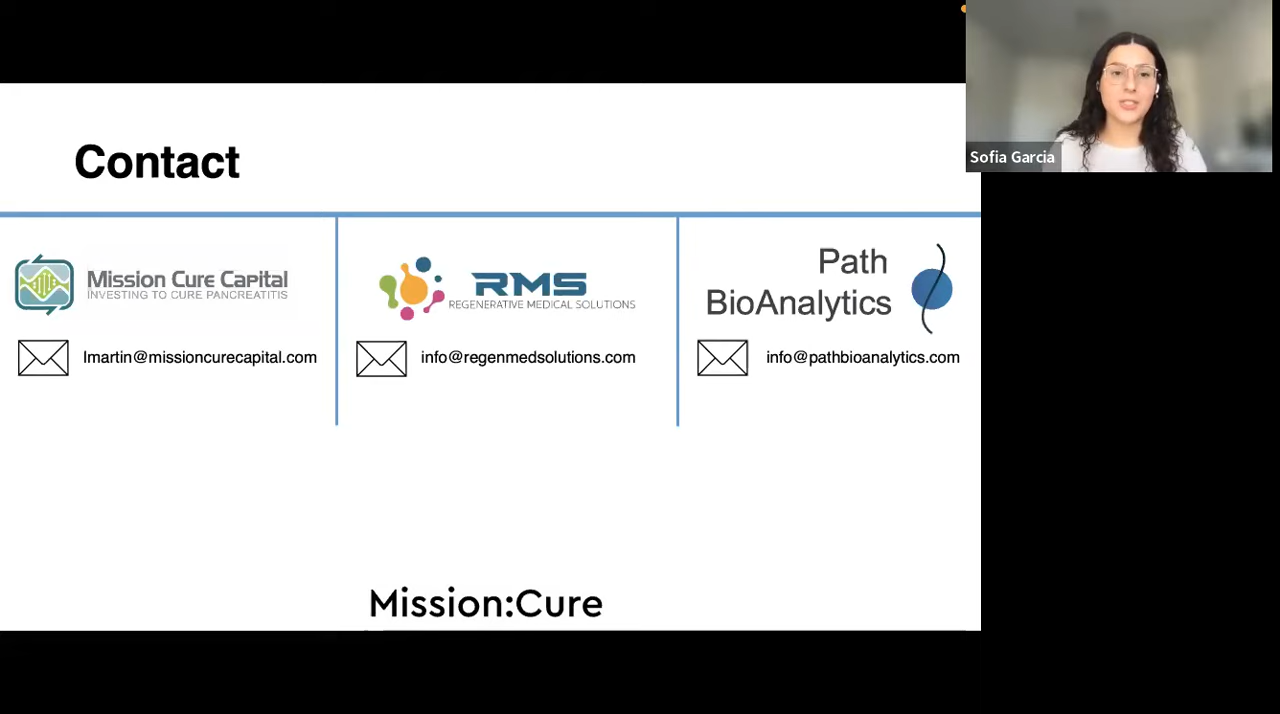 Sofia Garcia
Contact
Mission Cure Capital
INVESTING TO CURE PANCREATITIS
lmartin@missioncurecapital.com
RMS
REGENERATIVE MEDICAL SOLUTIONS
info@regenmedsolutions.com
Path
BioAnalytics
info@pathbioanalytics.com
Mission:Cure